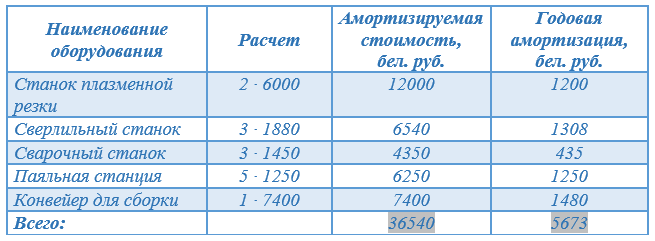 Наименование оборудования Расчет Амортизируемая стоимость, бел. руб. Годовая амортизация, бел. руб.
Станок плазменной резки 2 · 6000 12000 1200
Сверлильный станок 3 · 1880 6540 1308
Сварочный станок 3 · 1450 4350 435
Паяльная станция 5 · 1250 6250 1250
Конвейер для сборки 1 · 7400 7400 1480
Всего: 36540 5673